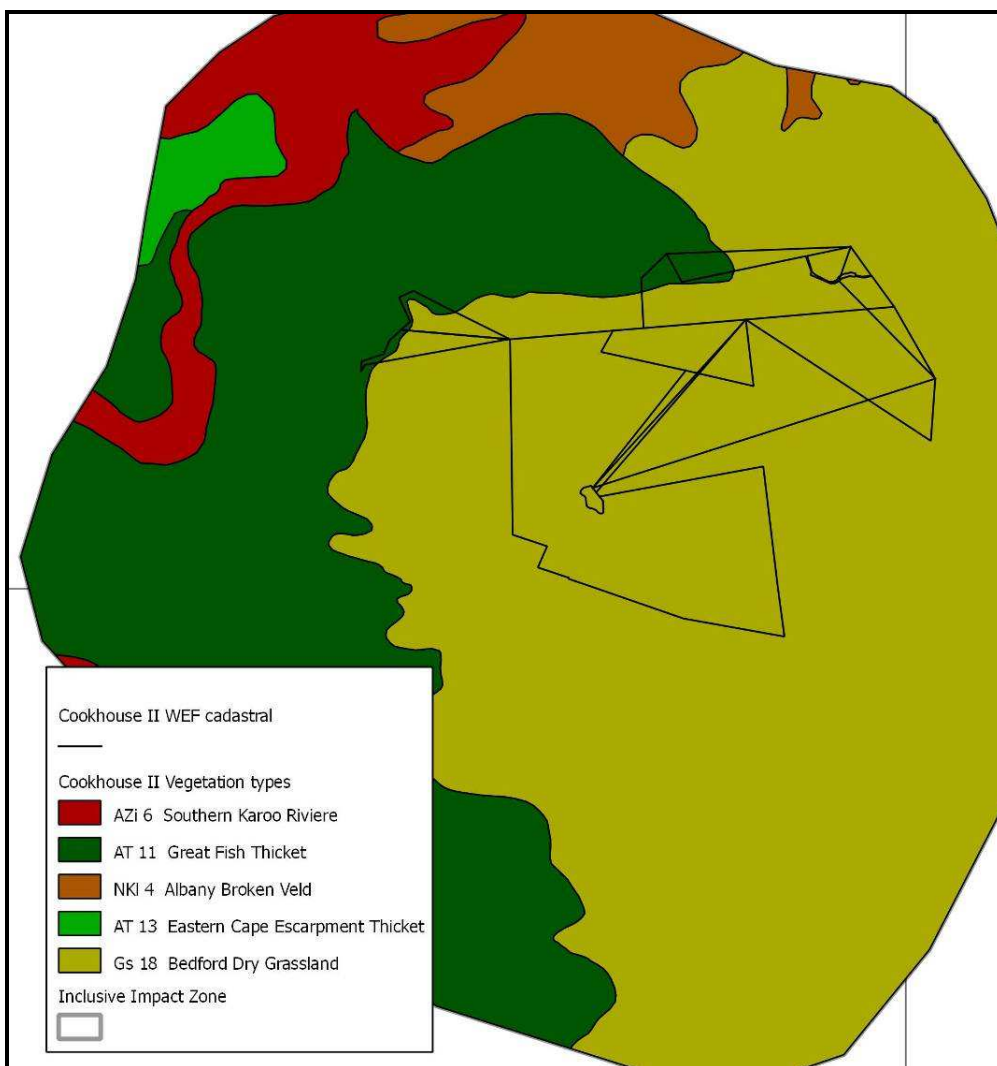 Cookhouse II WEF cadastral
Cookhouse II Vegetation types
AZi 6 Southern Karoo Riviere
AT 11 Great Fish Thicket
NKl 4 Albany Broken Veld
AT 13 Eastern Cape Escarpment Thicket
Gs 18 Bedford Dry Grassland
Inclusive Impact Zone